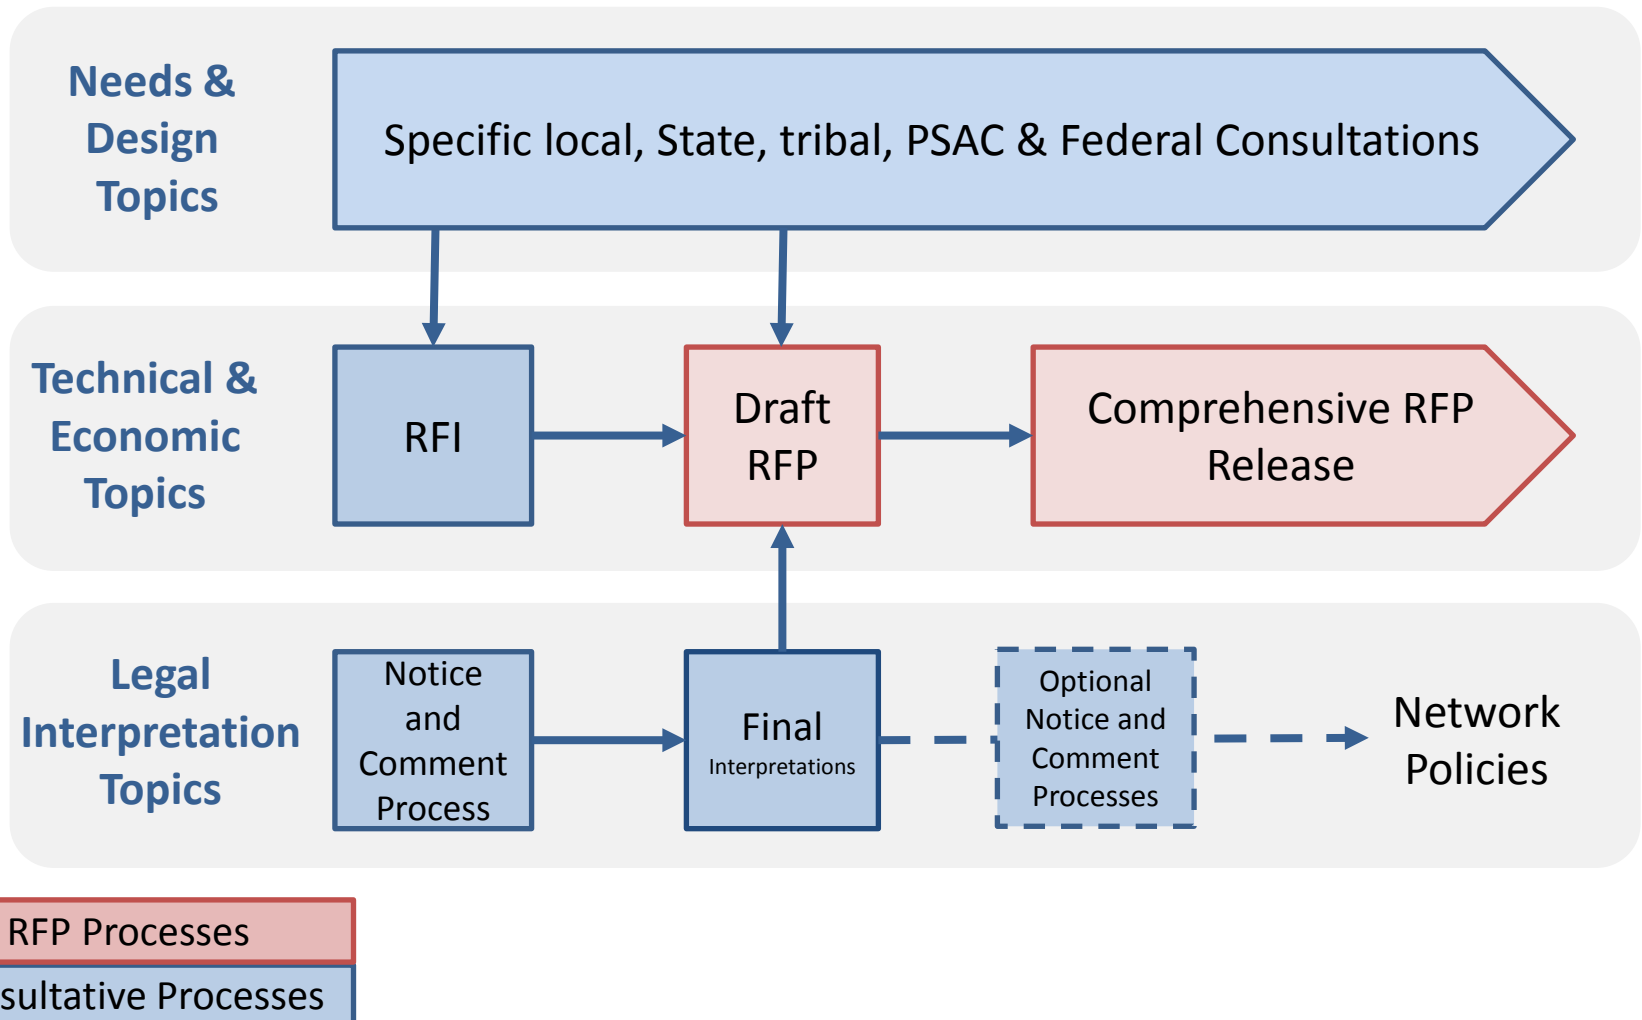 Needs &
Design
Topics
Specific local, State, tribal, PSAC & Federal Consultations
Technical &
Economic
Topics
RFI
Draft
RFP
Comprehensive RFP
Release
Legal
Interpretation
Topics
Notice
and
Comment
Process
Final
Interpretations
Optional
Notice and
Comment
Processes
Network
Policies
RFP Processes
sultative Processes